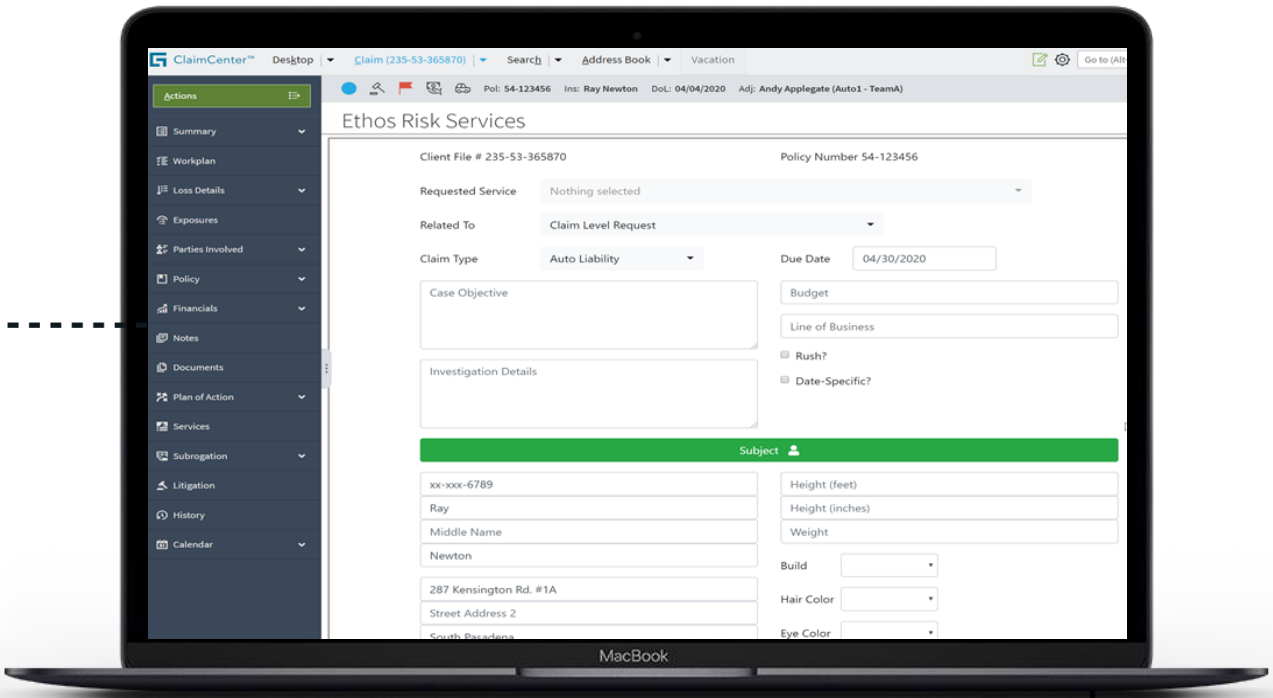 ClaimCenter™ Desktop Claim (235-53-365870) Search Address Book Vacation Go to (Alt
Actions
Pol: 54-123456 Ins: Ray Newton DoL: 04/04/2020 Adj: Andy Applegate (Auto1 - TeamA)
Ethos Risk Services
Summary
Workplan
Loss Details
Exposures
Parties Involved
Policy
Financials
Notes
Documents
Plan of Action
Services
Subrogation
Litigation
History
Calendar
Client File # 235-53-365870 Policy Number 54-123456
Requested Service Nothing selected
Related To Claim Level Request
Claim Type Auto Liability Due Date 04/30/2020
Case Objective Budget
Line of Business
Rush?
Investigation Details
Date-Specific?
Subject
xx-xxx-6789 Height (feet)
Ray Height (inches)
Middle Name Weight
Newton
Build
287 Kensington Rd. #1A
Hair Color
Street Address 2
South Pasadena Eye Color
MacBook